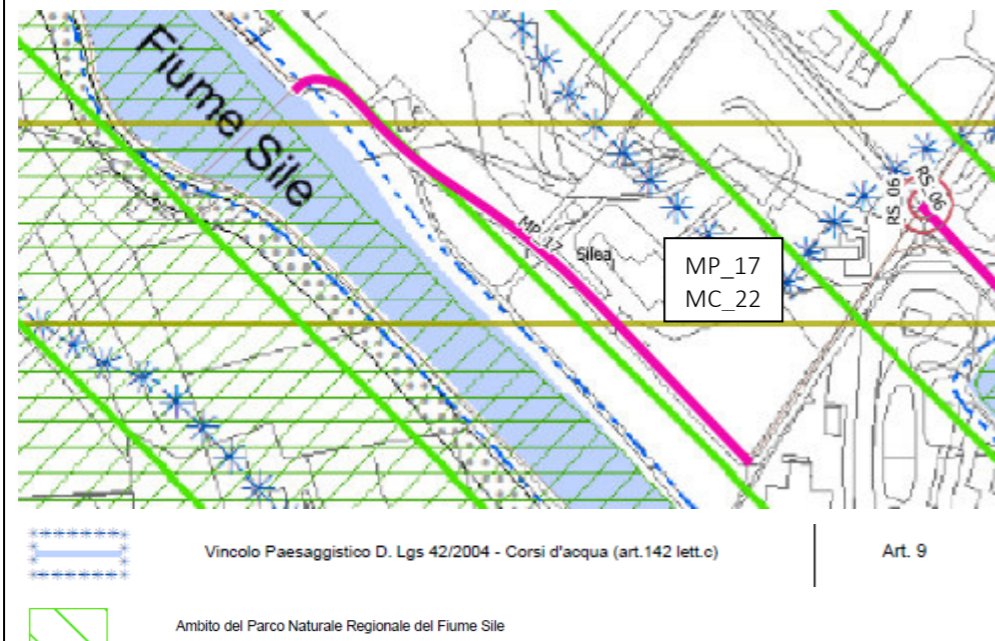 Fiume Sile
MP_17
Silea
RS_06
RS_06
MP_17
MC_22
Vincolo Paesaggistico D. Lgs 42/2004 - Corsi d'acqua (art.142 lett.c)
Art. 9
Ambito del Parco Naturale Regionale del Fiume Sile